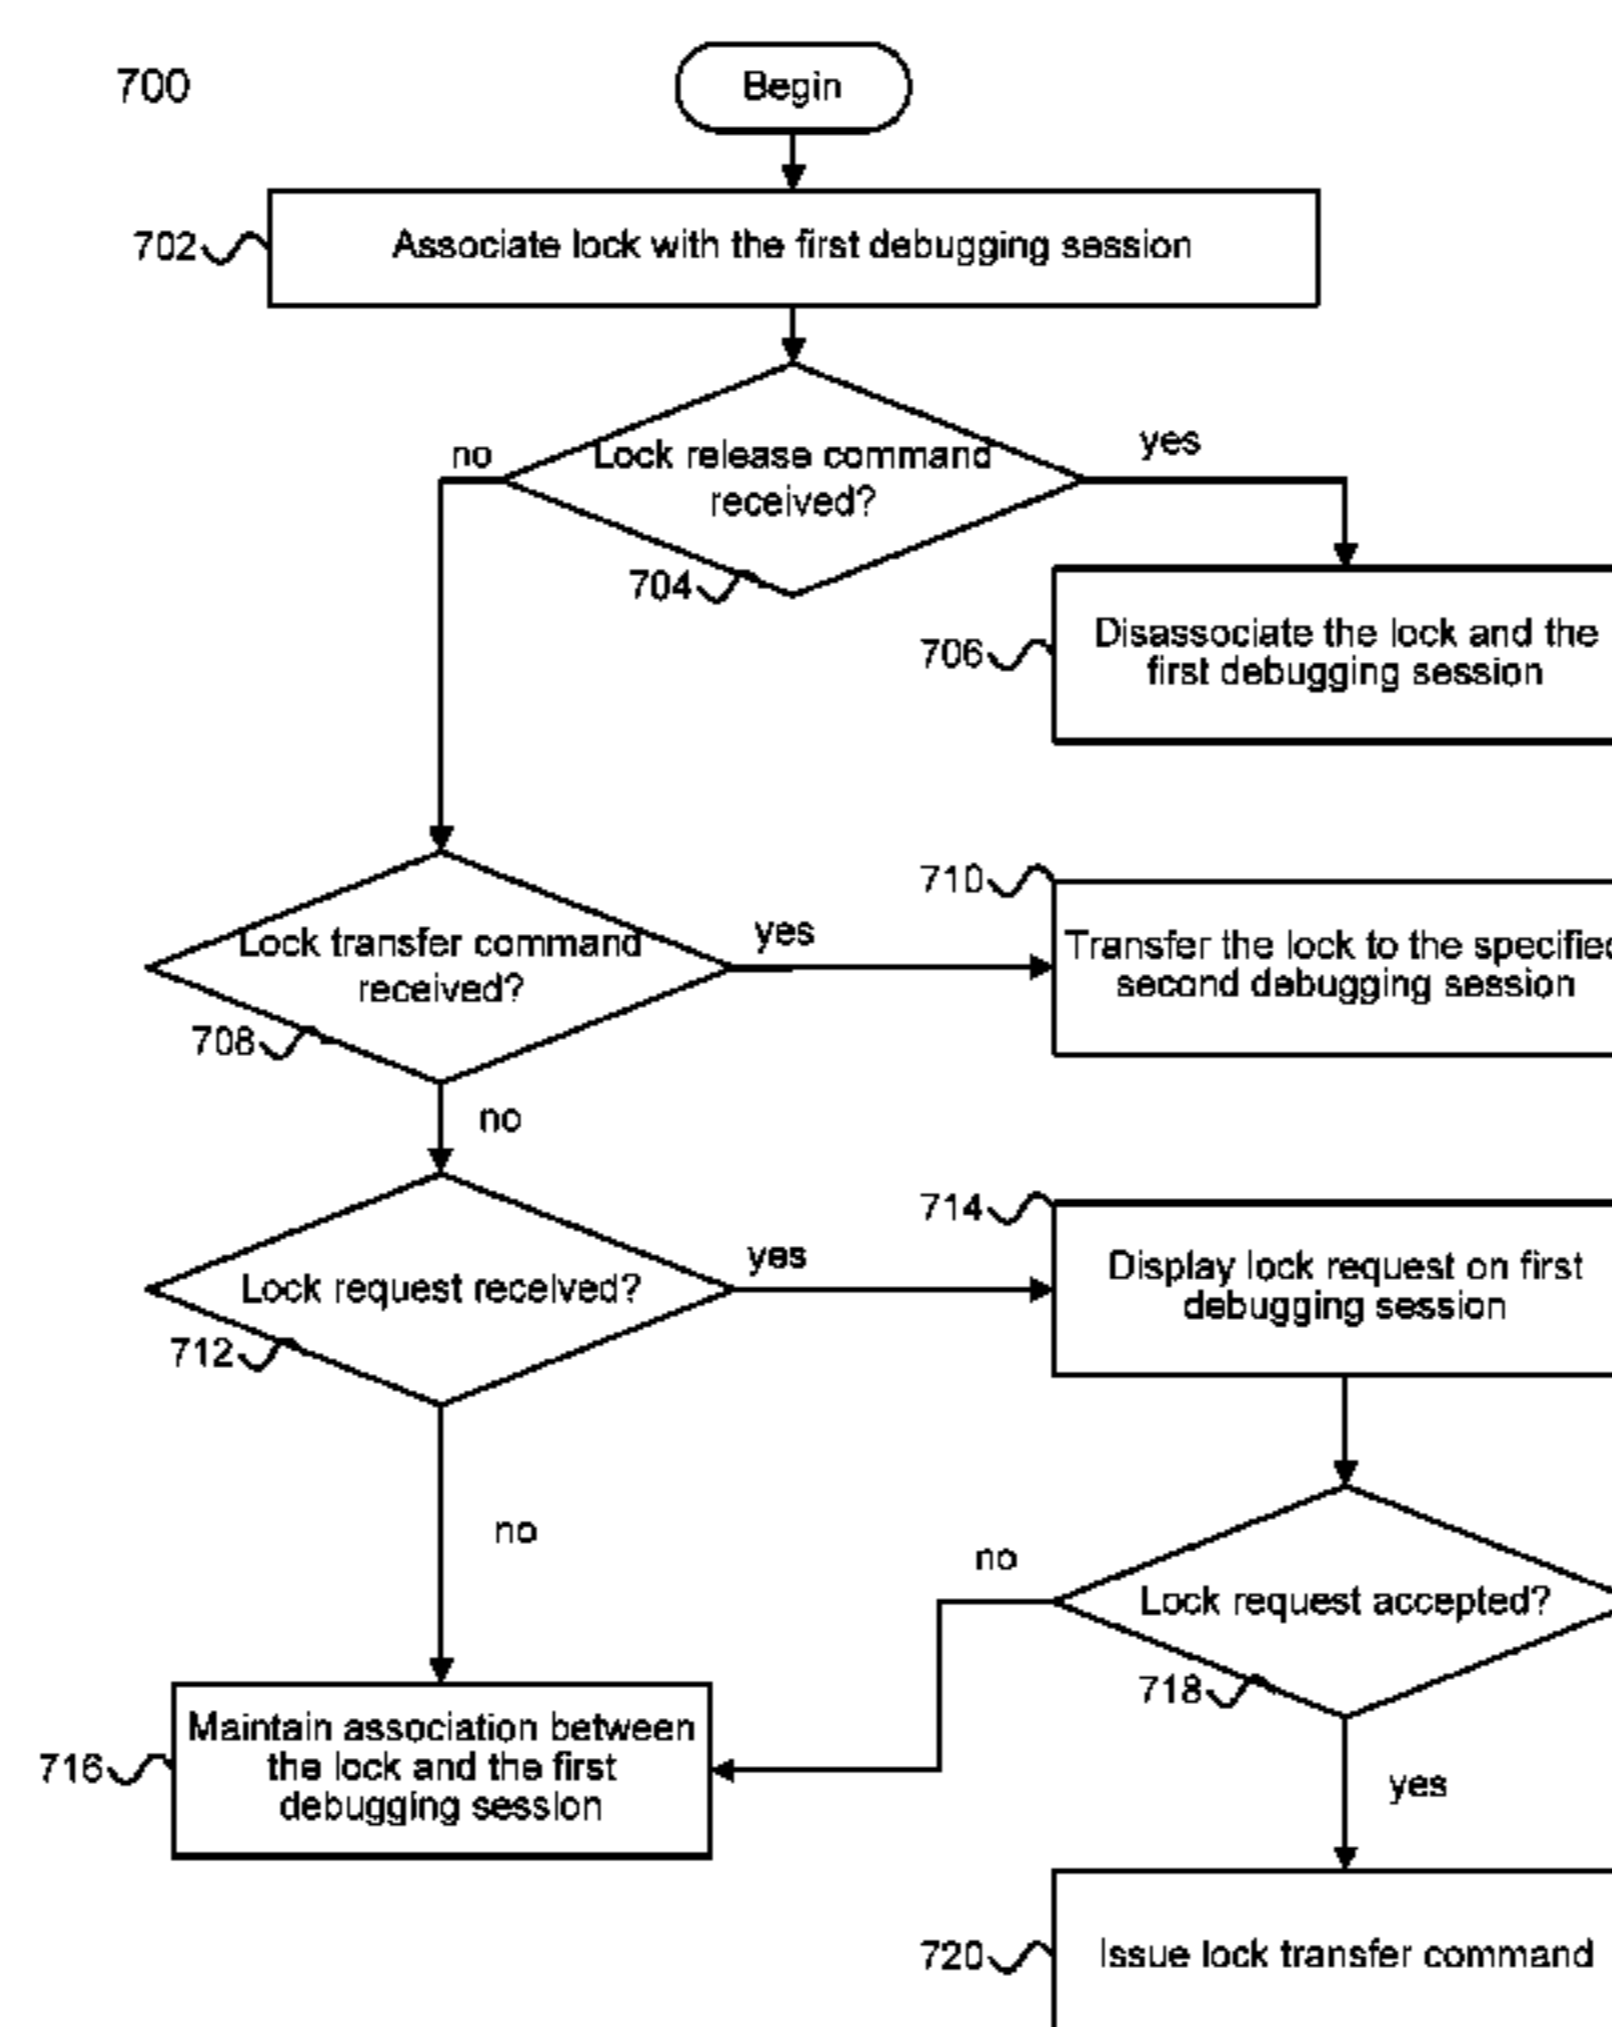 700
Begin
702
Associate lock with the first debugging session
no
Lock release command
received?
yes
704
706
Disassociate the lock and the
first debugging session
710
Lock transfer command
received?
yes
Transfer the lock to the specified
second debugging session
708
no
714
Lock request received?
yes
Display lock request on first
debugging session
712
no
no
Lock request accepted?
718
716
Maintain association between
the lock and the first
debugging session
yes
720
Issue lock transfer command